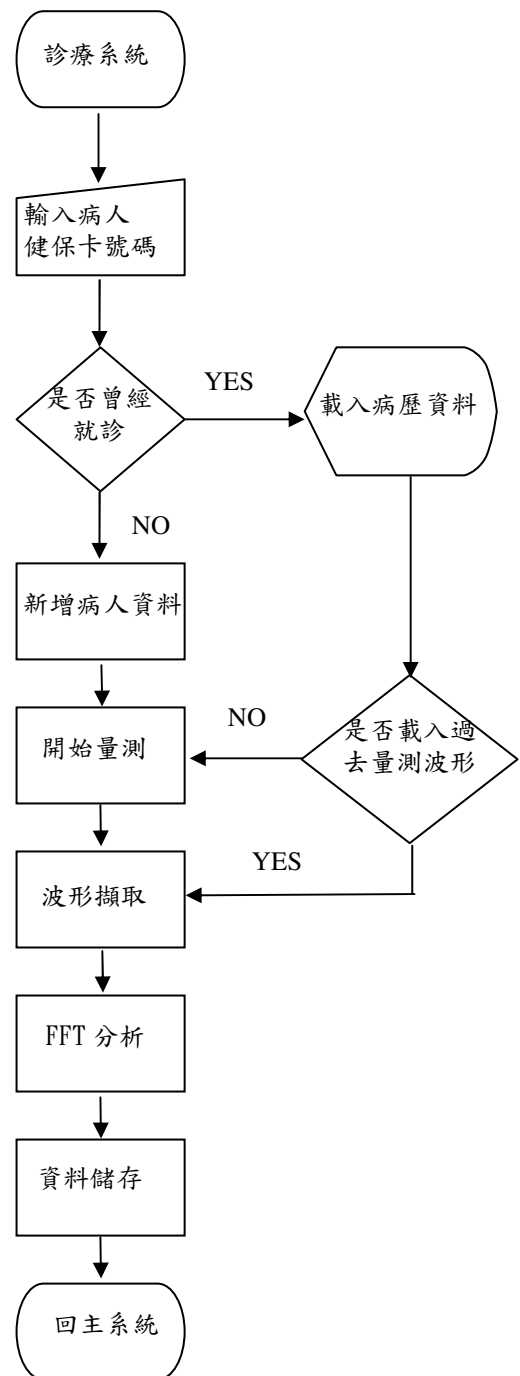 診療系統
輸入病人
健保卡號碼
是否曾經
就診
YES
載入病歷資料
NO
新增病人資料
開始量測
NO
是否載入過
去量測波形
YES
波形擷取
FFT 分析
資料儲存
回主系統